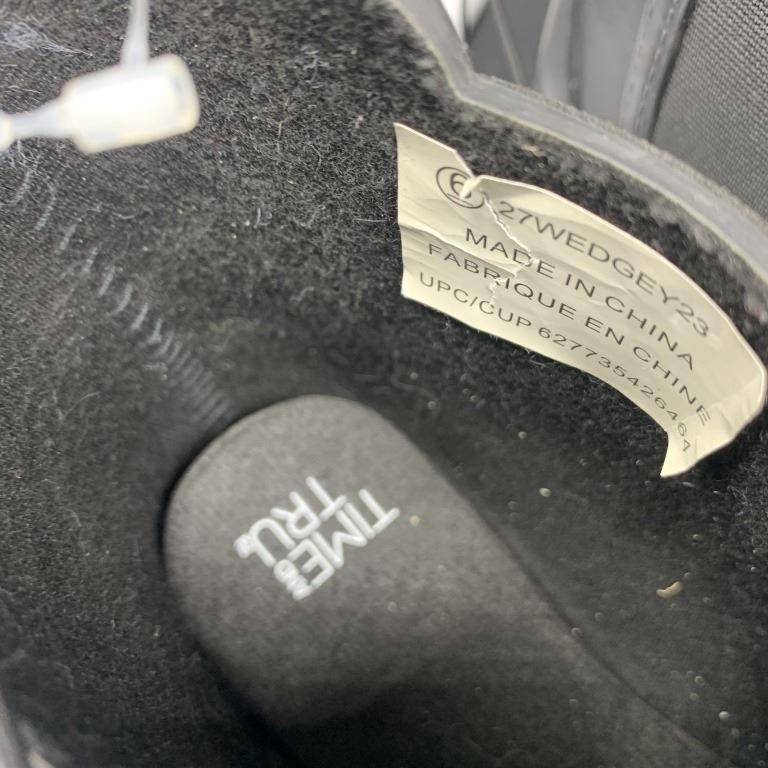 6 27WEDGEY23
MADE IN CHINA
FABRIQUE EN CHINE
UPC/CUP 627735426464
TIME
AND
TRU